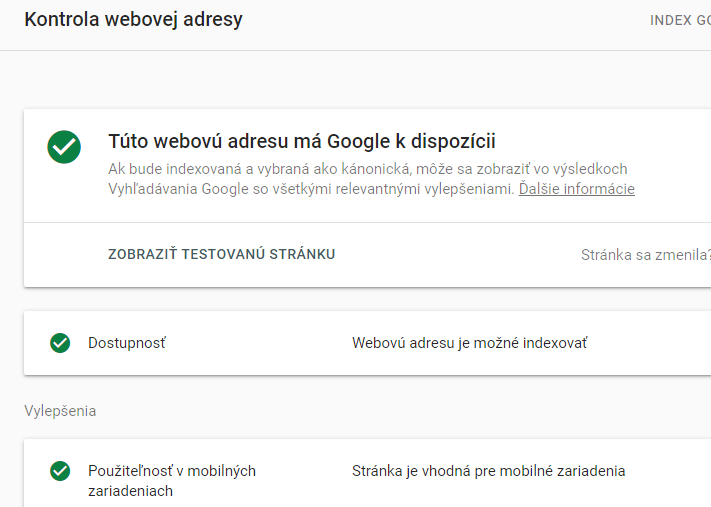 Kontrola webovej adresy
INDEX GO
Túto webovú adresu má Google k dispozícii
Ak bude indexovaná a vybraná ako kánonická, môže sa zobraziť vo výsledkoch
Vyhľadávania Google so všetkými relevantnými vylepšeniami. Ďalšie informácie
ZOBRAZIŤ TESTOVANÚ STRÁNKU
Stránka sa zmenila?
Dostupnosť
Webovú adresu je možné indexovať
Vylepšenia
Použiteľnosť v mobilných
zariadeniach
Stránka je vhodná pre mobilné zariadenia